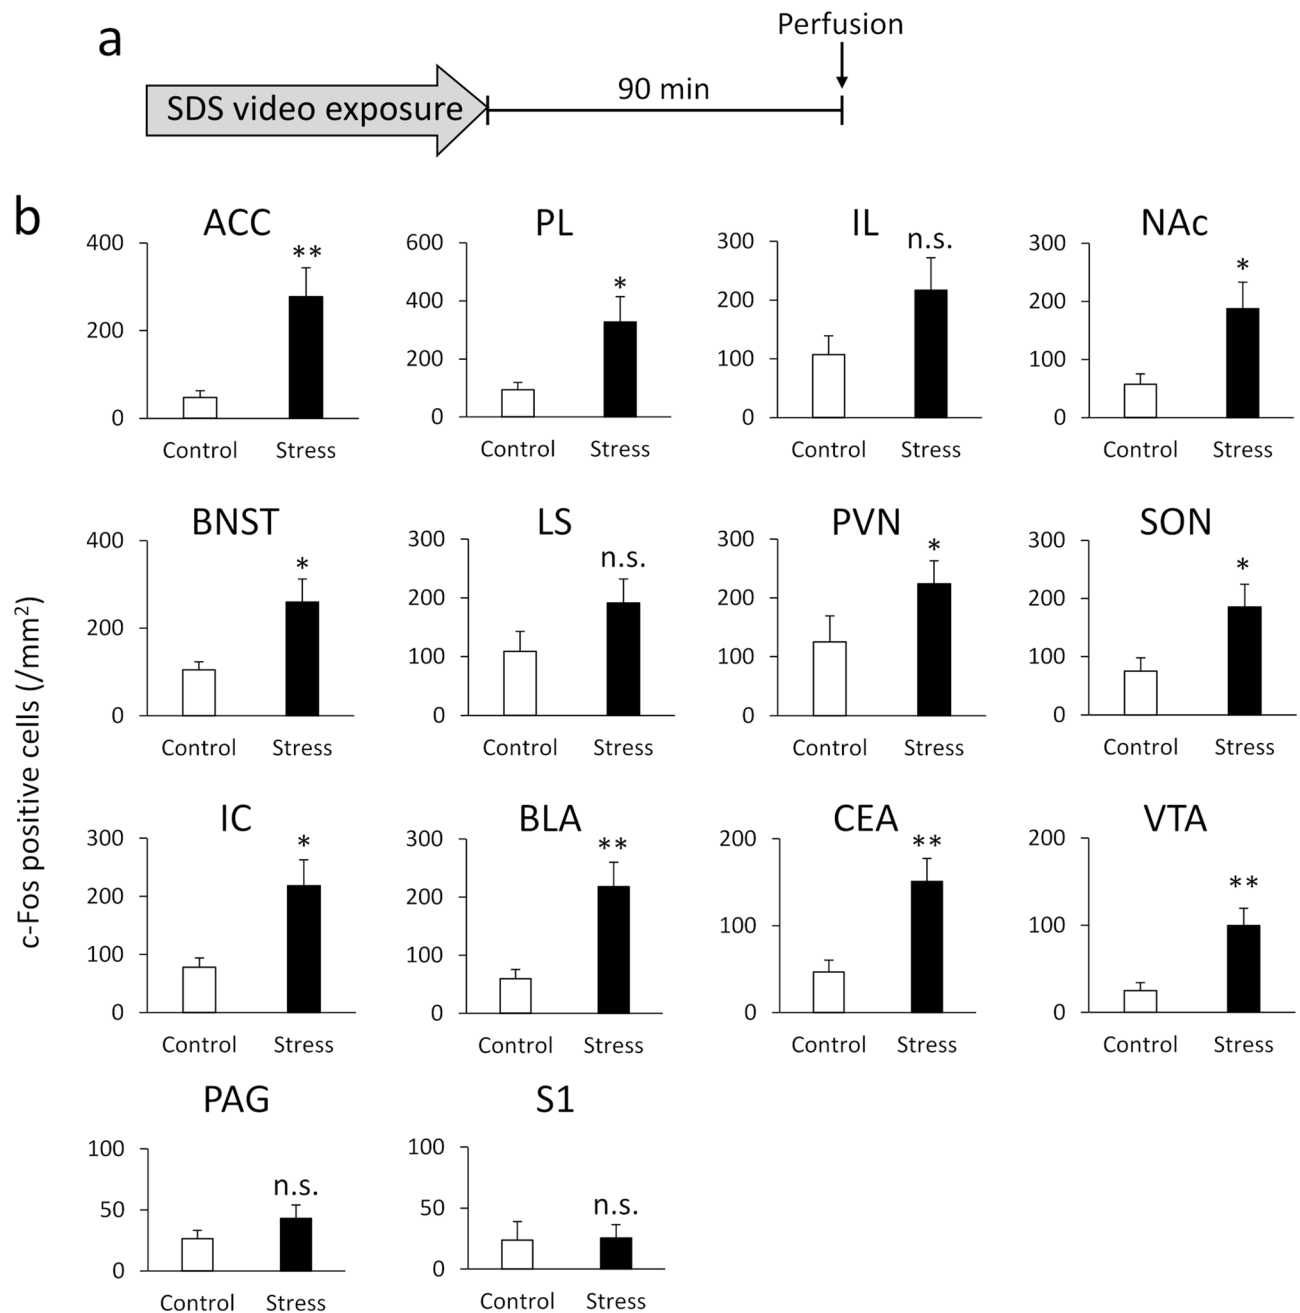 a
Perfusion
SDS video exposure
90 min
b
c-Fos positive cells (/mm²)
ACC
400
200
0
**
Control Stress
PL
600
400
200
0
*
Control Stress
IL
300
200
100
0
n.s.
Control Stress
NAc
300
200
100
0
*
Control Stress
BNST
400
200
0
*
Control Stress
LS
300
200
100
0
n.s.
Control Stress
PVN
300
200
100
0
*
Control Stress
SON
300
200
100
0
*
Control Stress
IC
300
200
100
0
*
Control Stress
BLA
300
200
100
0
**
Control Stress
CEA
200
100
0
**
Control Stress
VTA
200
100
0
**
Control Stress
PAG
100
50
0
n.s.
Control Stress
S1
100
50
0
n.s.
Control Stress